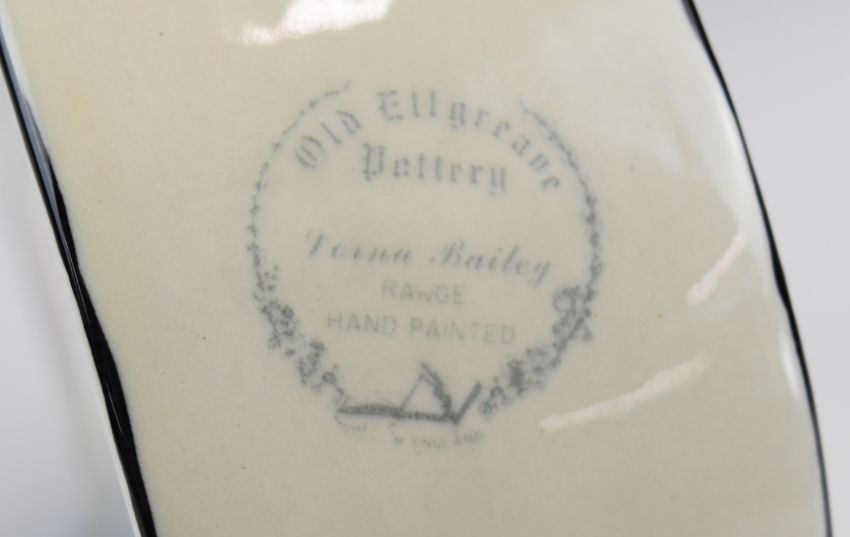 Old Ellgreave
Pottery
Lorna Bailey
RANGE
HAND PAINTED
ENGLAND